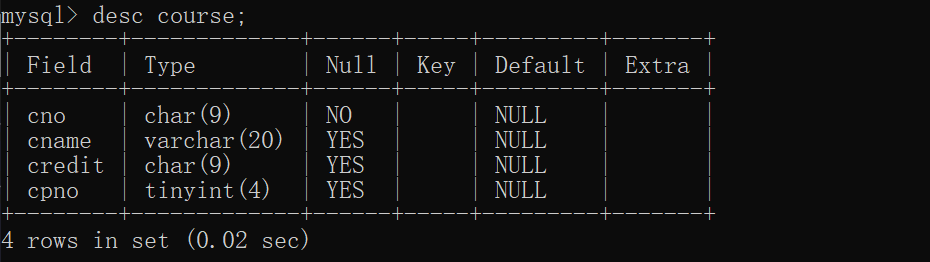 mysql> desc course;
+--------+-------------+------+-----+---------+-------+
| Field  | Type        | Null | Key | Default | Extra |
+--------+-------------+------+-----+---------+-------+
| cno    | char(9)     | NO   |     | NULL    |       |
| cname  | varchar(20) | YES  |     | NULL    |       |
| credit | char(9)     | YES  |     | NULL    |       |
| cpno   | tinyint(4)  | YES  |     | NULL    |       |
+--------+-------------+------+-----+---------+-------+
4 rows in set (0.02 sec)